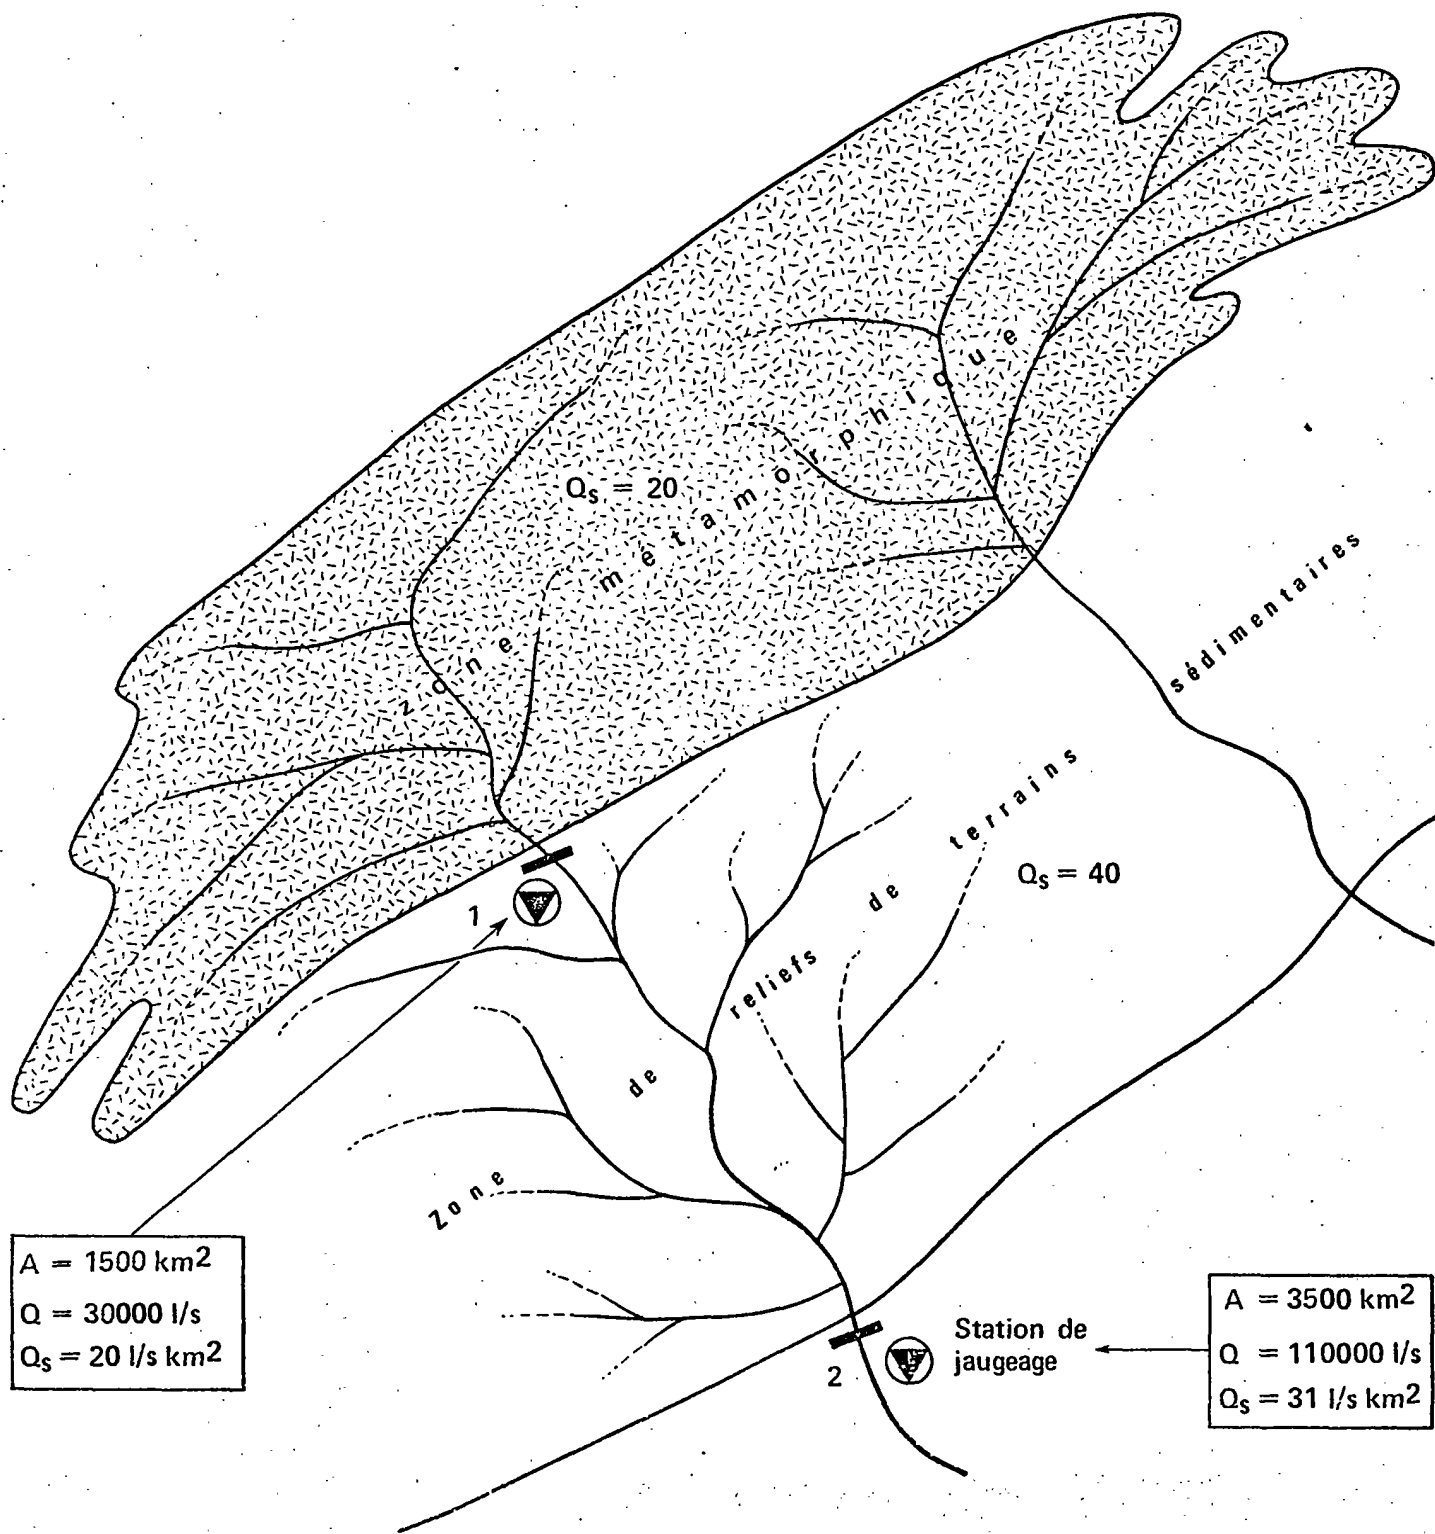 zone métamorphique
Qs = 20
sédimentaires
terrains
de
reliefs
de
Zone
Qs = 40
1
A = 1500 km2
Q = 30000 l/s
Qs = 20 l/s km2
2
Station de
jaugeage
A = 3500 km2
Q = 110000 l/s
Qs = 31 l/s km2